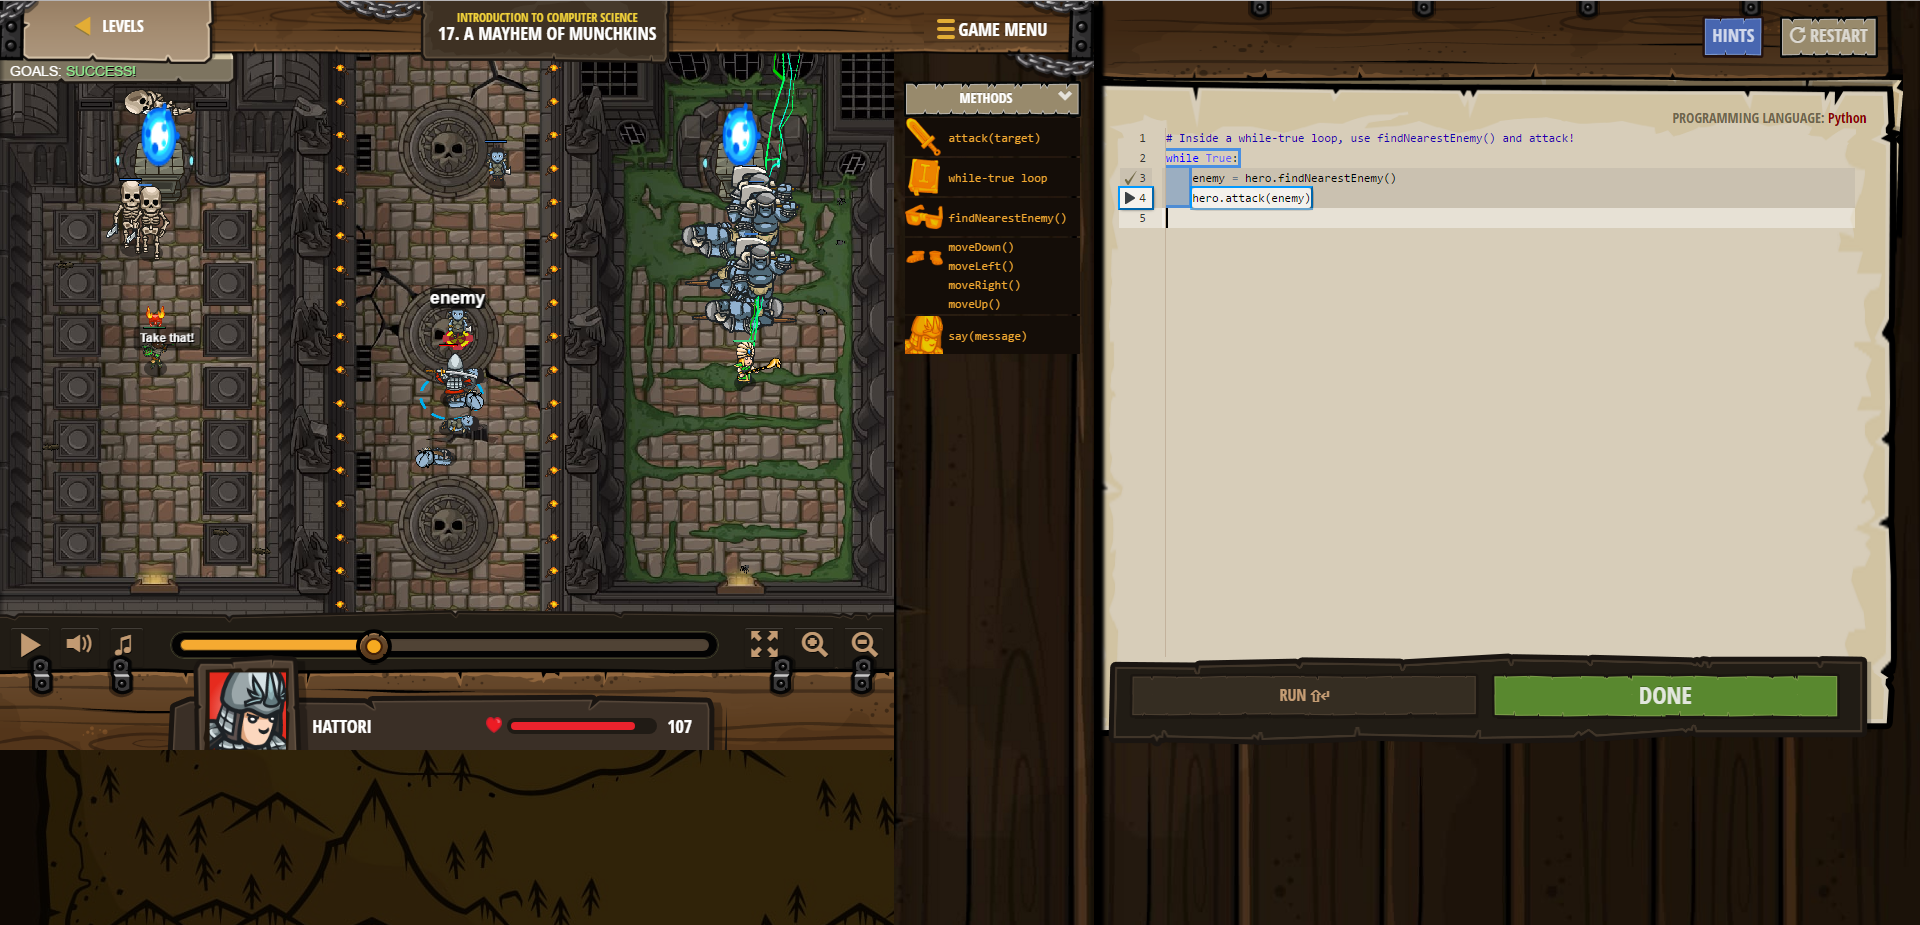 LEVELS
INTRODUCTION TO COMPUTER SCIENCE
17. A MAYHEM OF MUNCHKINS
GAME MENU
HINTS
RESTART
GOALS: SUCCESS!
METHODS
attack(target)
while-true loop
findNearestEnemy()
moveDown()
moveLeft()
moveRight()
moveUp()
say(message)
PROGRAMMING LANGUAGE: Python
1 # Inside a while-true loop, use findNearestEnemy() and attack!
2 while True:
3 enemy = hero.findNearestEnemy()
4 hero.attack(enemy)
5
enemy
Take that!
HATTORI
107
RUN
DONE